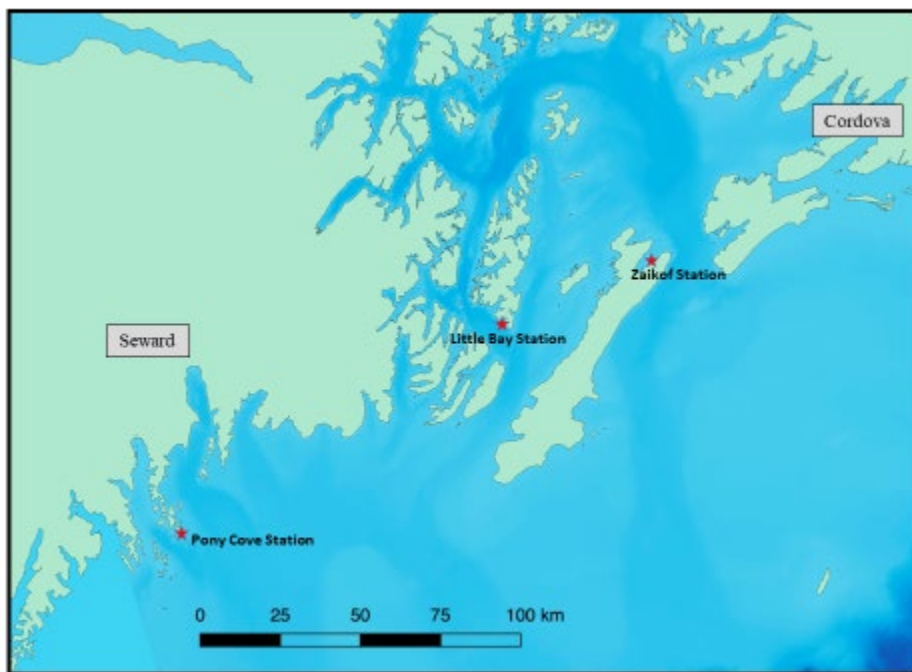 Cordova
Zaikof Station
Little Bay Station
Seward
Pony Cove Station
0 25 50 75 100 km